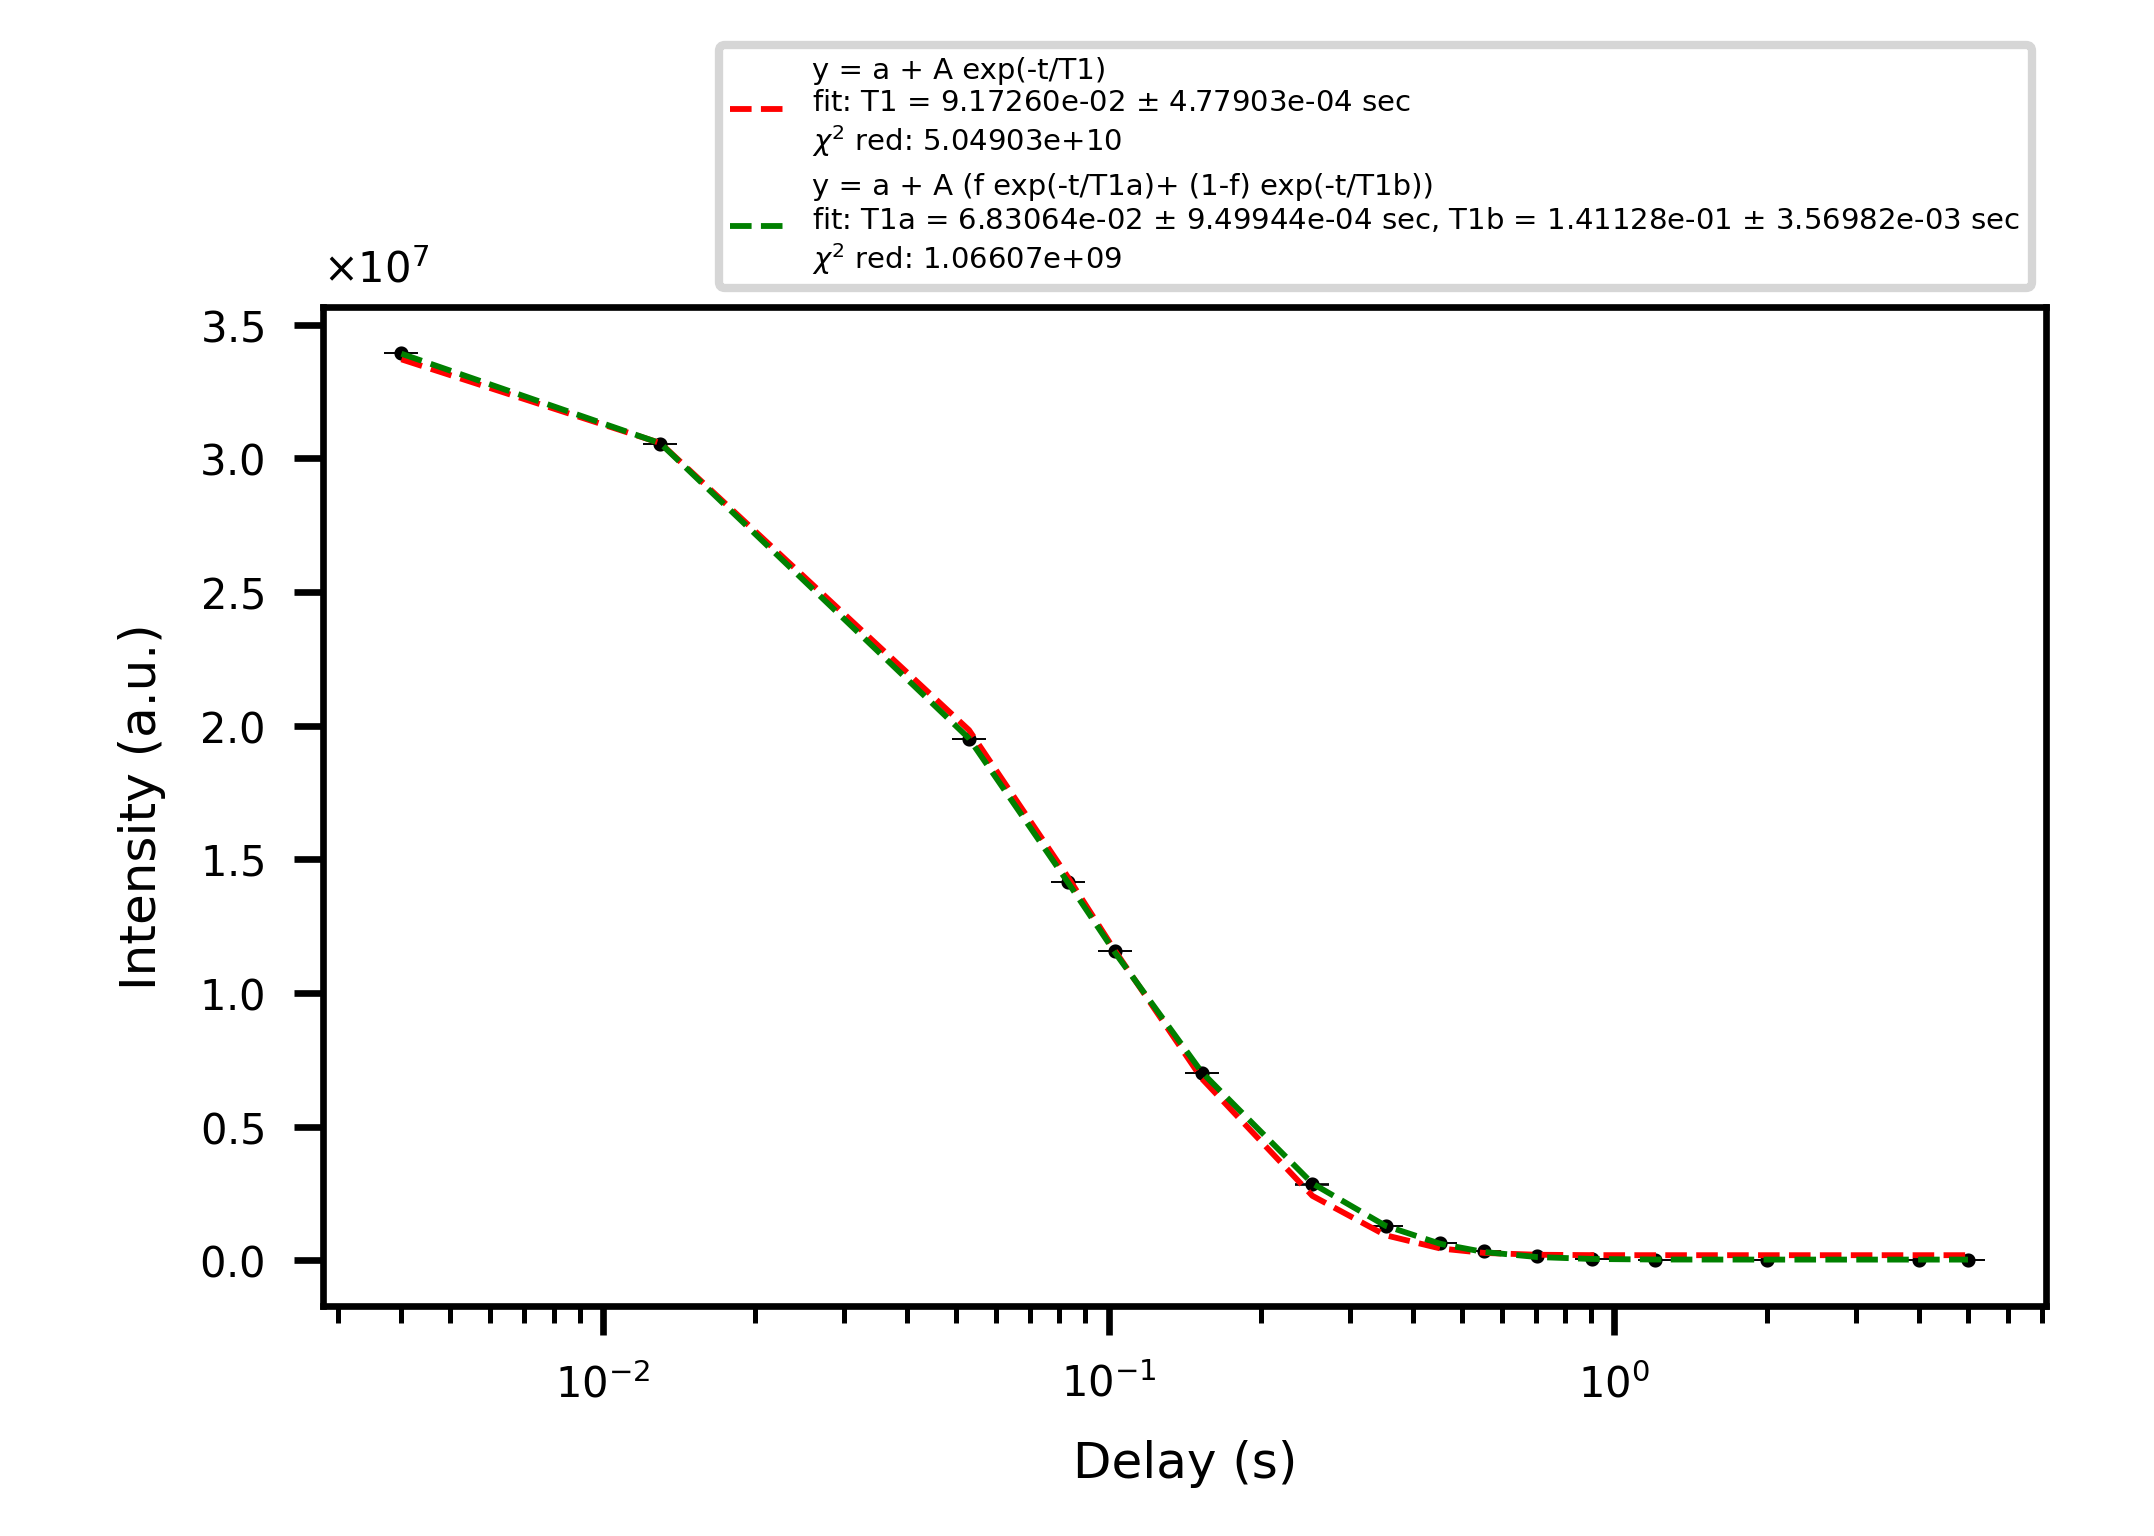 y = a + A exp(-t/T1)
fit: T1 = 9.17260e-02 ± 4.77903e-04 sec
χ² red: 5.04903e+10
y = a + A (f exp(-t/T1a)+ (1-f) exp(-t/T1b))
fit: T1a = 6.83064e-02 ± 9.49944e-04 sec, T1b = 1.41128e-01 ± 3.56982e-03 sec
χ² red: 1.06607e+09
×10⁷
3.5
3.0
2.5
2.0
1.5
1.0
0.5
0.0
Intensity (a.u.)
10⁻² 10⁻¹ 10⁰
Delay (s)